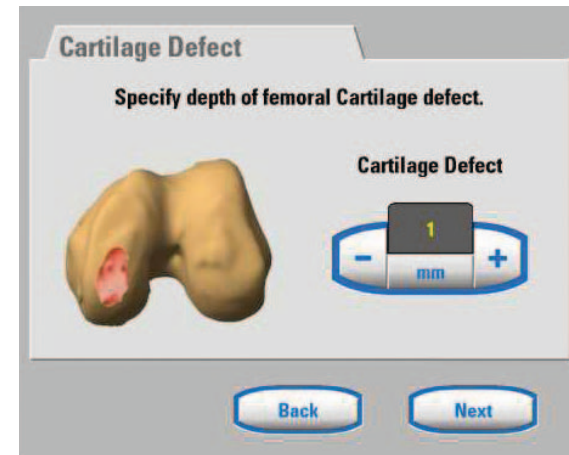 Cartilage Defect
Specify depth of femoral Cartilage defect.
Cartilage Defect
1
- +
mm
Back Next